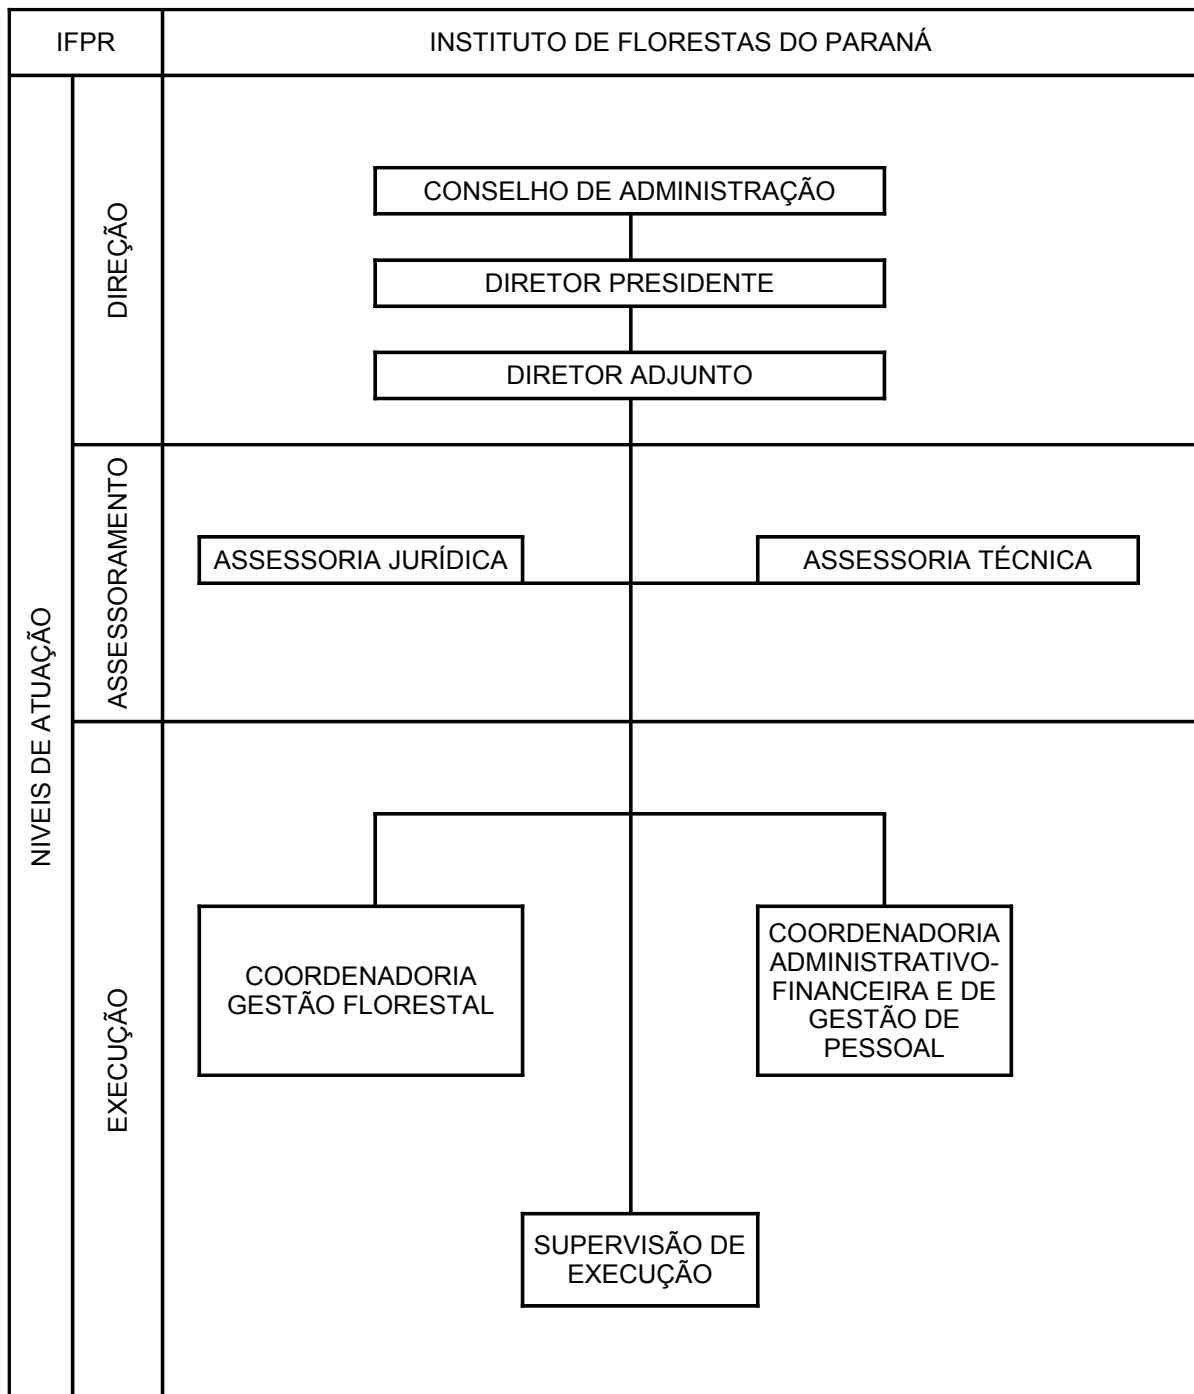 IFPR
INSTITUTO DE FLORESTAS DO PARANÁ
NIVEIS DE ATUAÇÃO
DIREÇÃO
CONSELHO DE ADMINISTRAÇÃO
DIRETOR PRESIDENTE
DIRETOR ADJUNTO
ASSESSORAMENTO
ASSESSORIA JURÍDICA
ASSESSORIA TÉCNICA
EXECUÇÃO
COORDENADORIA
GESTÃO FLORESTAL
COORDENADORIA
ADMINISTRATIVO-
FINANCEIRA E DE
GESTÃO DE
PESSOAL
SUPERVISÃO DE
EXECUÇÃO